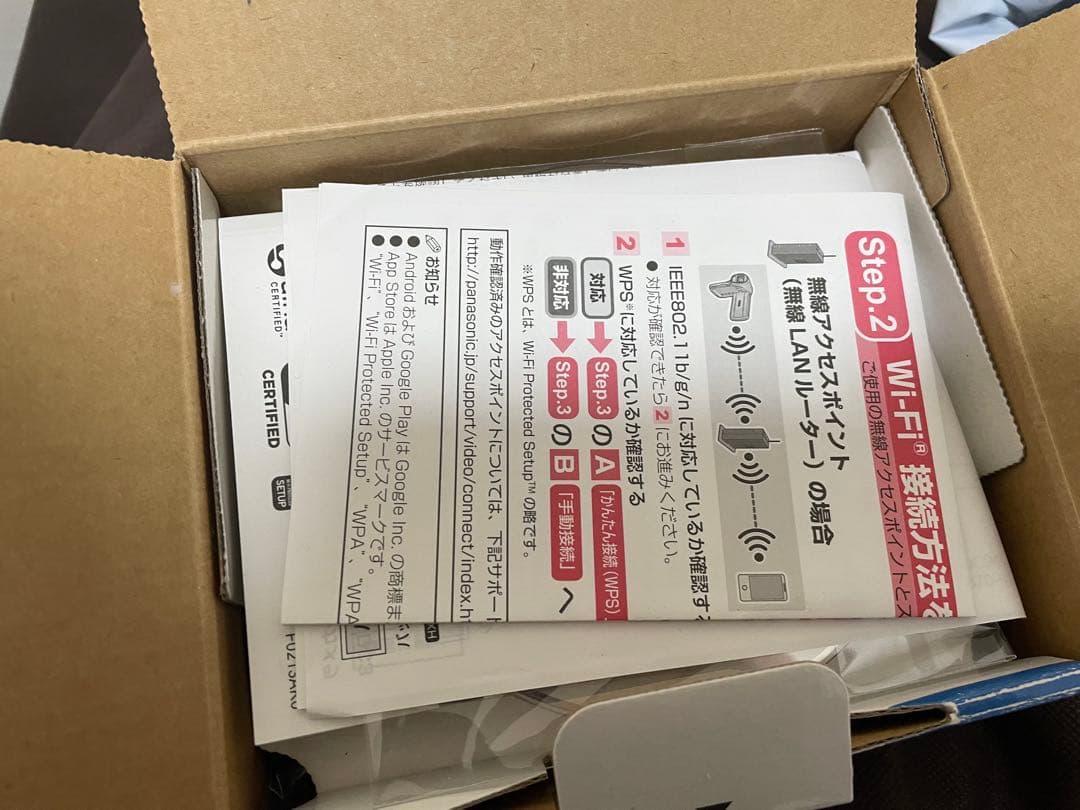 Step.2
Wi-Fi® 接続方法を
ご使用の無線アクセスポイントとス
無線アクセスポイント
(無線 LAN ルーター) の場合
1 IEEE802.11b/g/n に対応しているか確認す
● 対応が確認できたら 2 にお進みください。
2 WPS※に対応しているか確認する
対応 Step.3 の A 「かんたん接続(WPS)
非対応 Step.3 の B 「手動接続」 へ
※WPS とは、Wi-Fi Protected Setup™ の略です。
動作確認済みのアクセスポイントについては、下記サポート
http://panasonic.jp/support/video/connect/index.h
お知らせ
● Android および Google Play は Google Inc. の商標ま
● App Store は Apple Inc. のサービスマークです。
● "Wi-Fi"、"Wi-Fi Protected Setup"、"WPA"、"WPA
CERTIFIED
CERTIFIED
SETUP